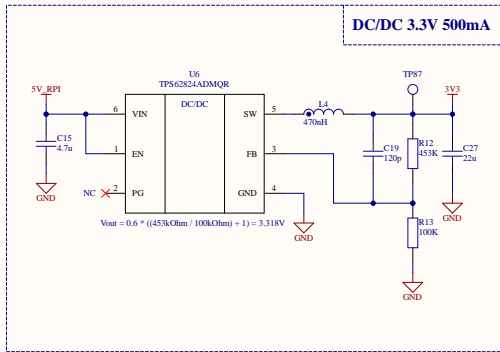 DC/DC 3.3V 500mA
U6
TPS62824ADMQR
DC/DC
5V_RPI
TP87
3V3
6
VIN
SW
5
L4
470nH
C15
4.7u
1
EN
FB
3
C19
120p
R12
453K
C27
22u
NC
2
PG
GND
4
GND
Vout = 0.6 * ((453kOhm / 100kOhm) + 1) = 3.318V
GND
GND
R13
100K
GND